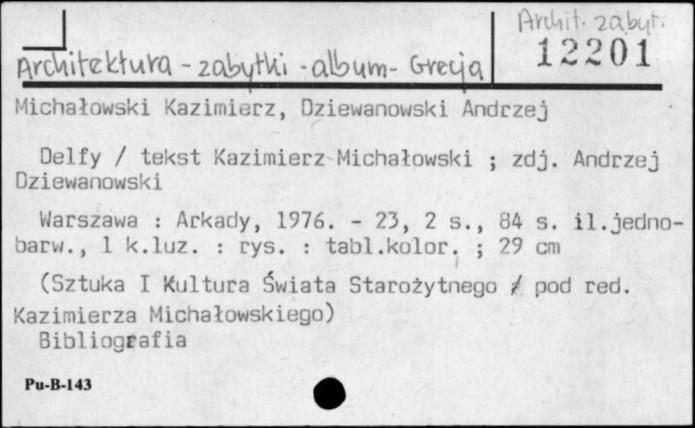 Archit. zabyt.
12201
Architektura - zabytki - album - Grecja
Michałowski Kazimierz, Dziewanowski Andrzej
Delfy / tekst Kazimierz Michałowski ; zdj. Andrzej
Dziewanowski
Warszawa : Arkady, 1976. - 23, 2 s., 84 s. il.jedno-
barw., 1 k.luz. : rys. : tabl.kolor. ; 29 cm
(Sztuka I Kultura Świata Starożytnego / pod red.
Kazimierza Michałowskiego)
Bibliografia
Pu-B-143